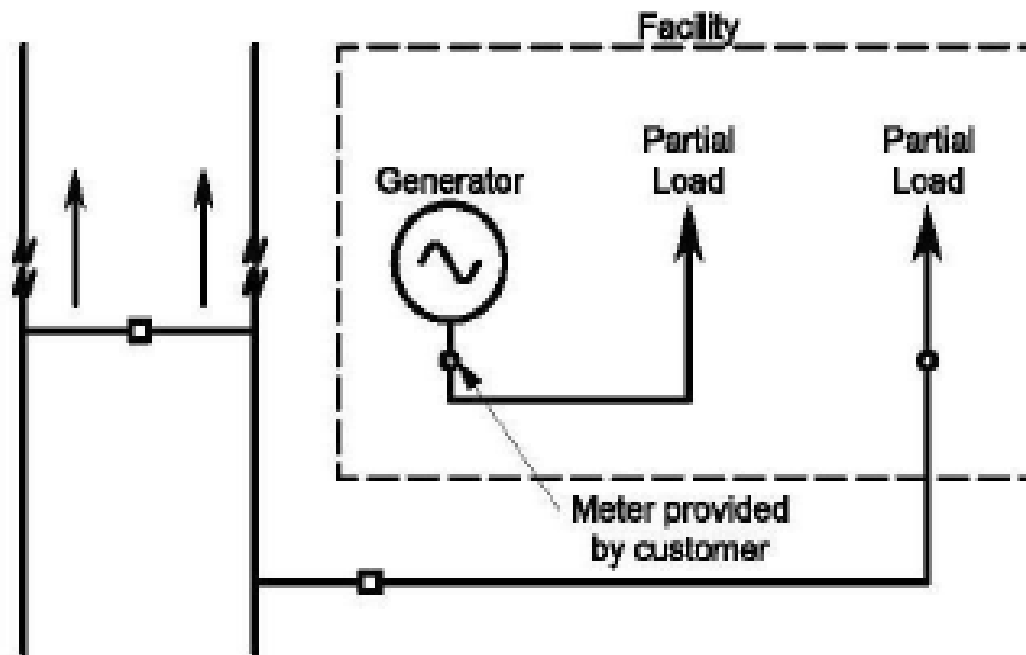 Facility
Generator
Partial
Load
Partial
Load
Meter provided
by customer